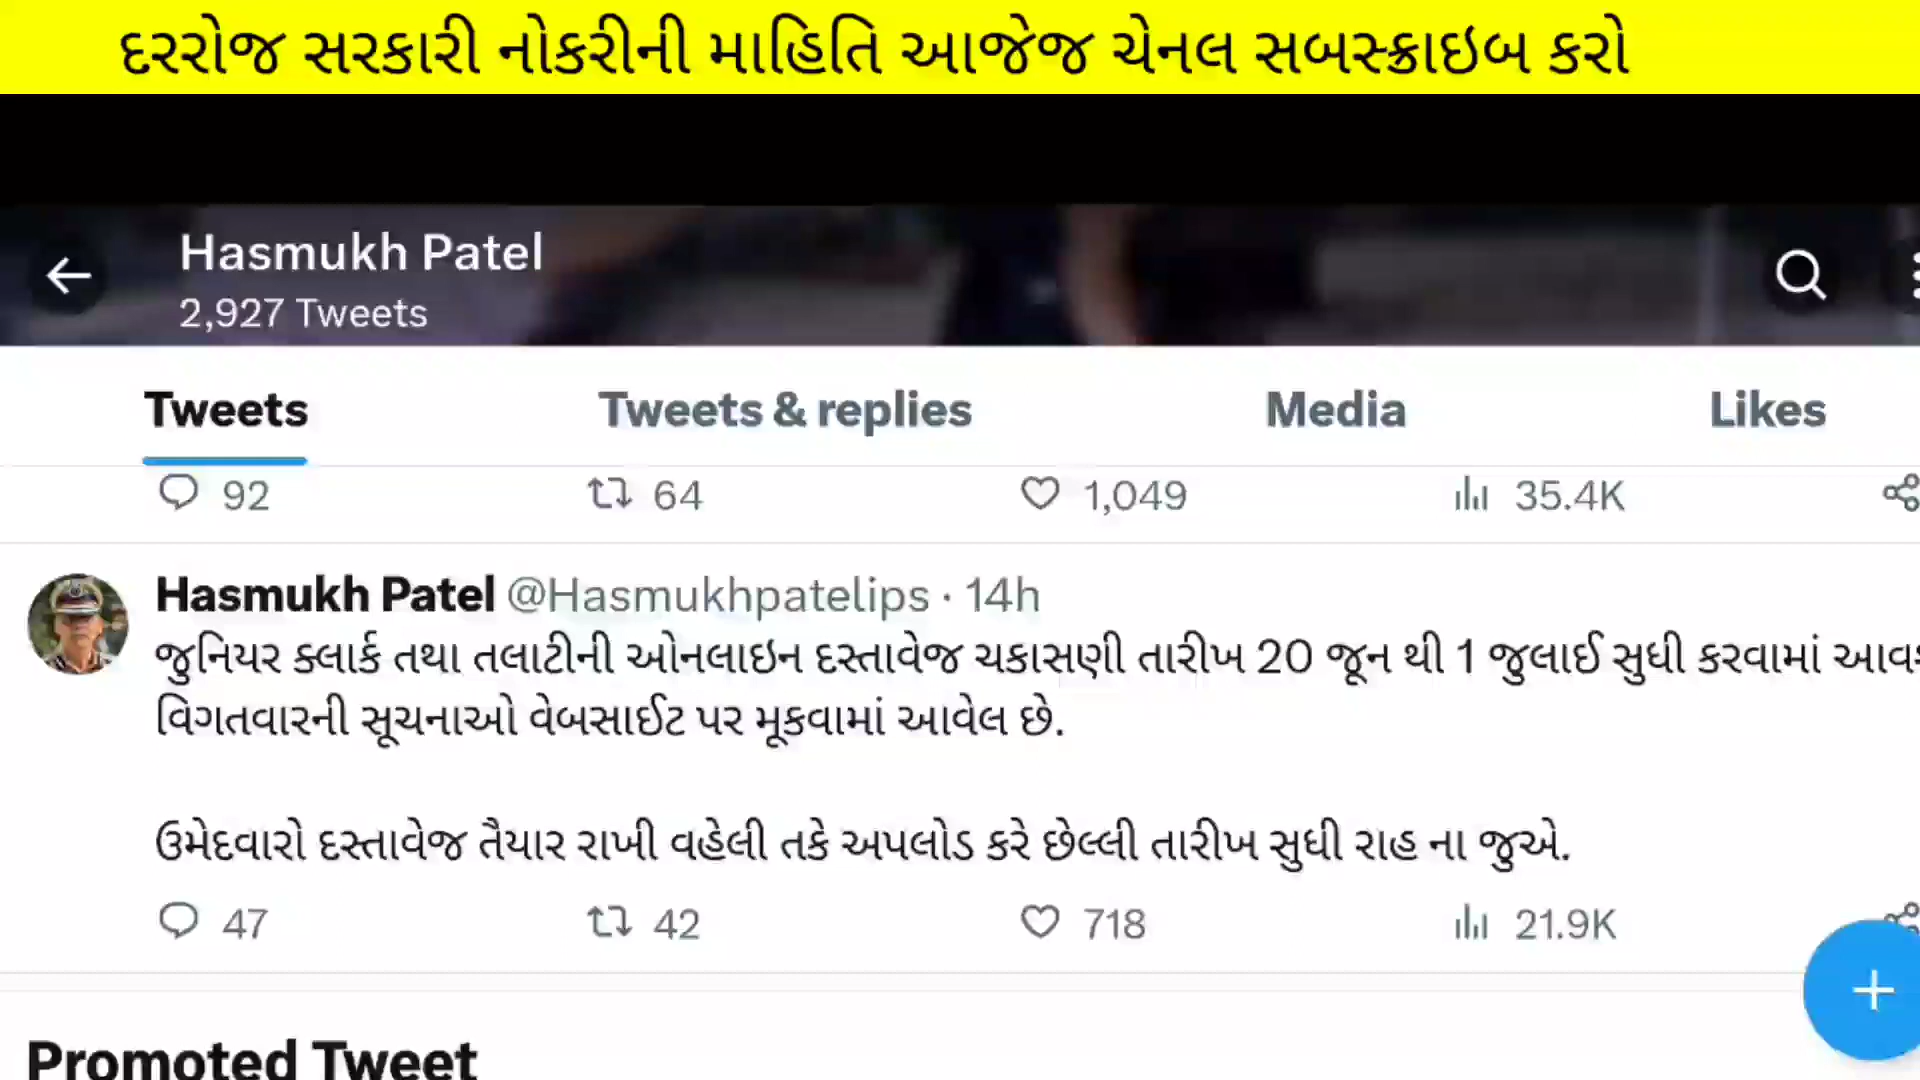 દરરોજ સરકારી નોકરીની માહિતિ આજેજ ચેનલ સબસ્ક્રાઇબ કરો
Hasmukh Patel
2,927 Tweets
Tweets Tweets & replies Media Likes
92 64 1,049 35.4K
Hasmukh Patel @Hasmukhpatelips · 14h
જુનિયર ક્લાર્ક તથા તલાટીની ઓનલાઇન દસ્તાવેજ ચકાસણી તારીખ 20 જૂન થી 1 જુલાઈ સુધી કરવામાં
વિગતવારની સૂચનાઓ વેબસાઈટ પર મૂકવામાં આવેલ છે.
ઉમેદવારો દસ્તાવેજ તૈયાર રાખી વહેલી તકે અપલોડ કરે છેલ્લી તારીખ સુધી રાહ ના જુએ.
47 42 718 21.9K
Promoted Tweet